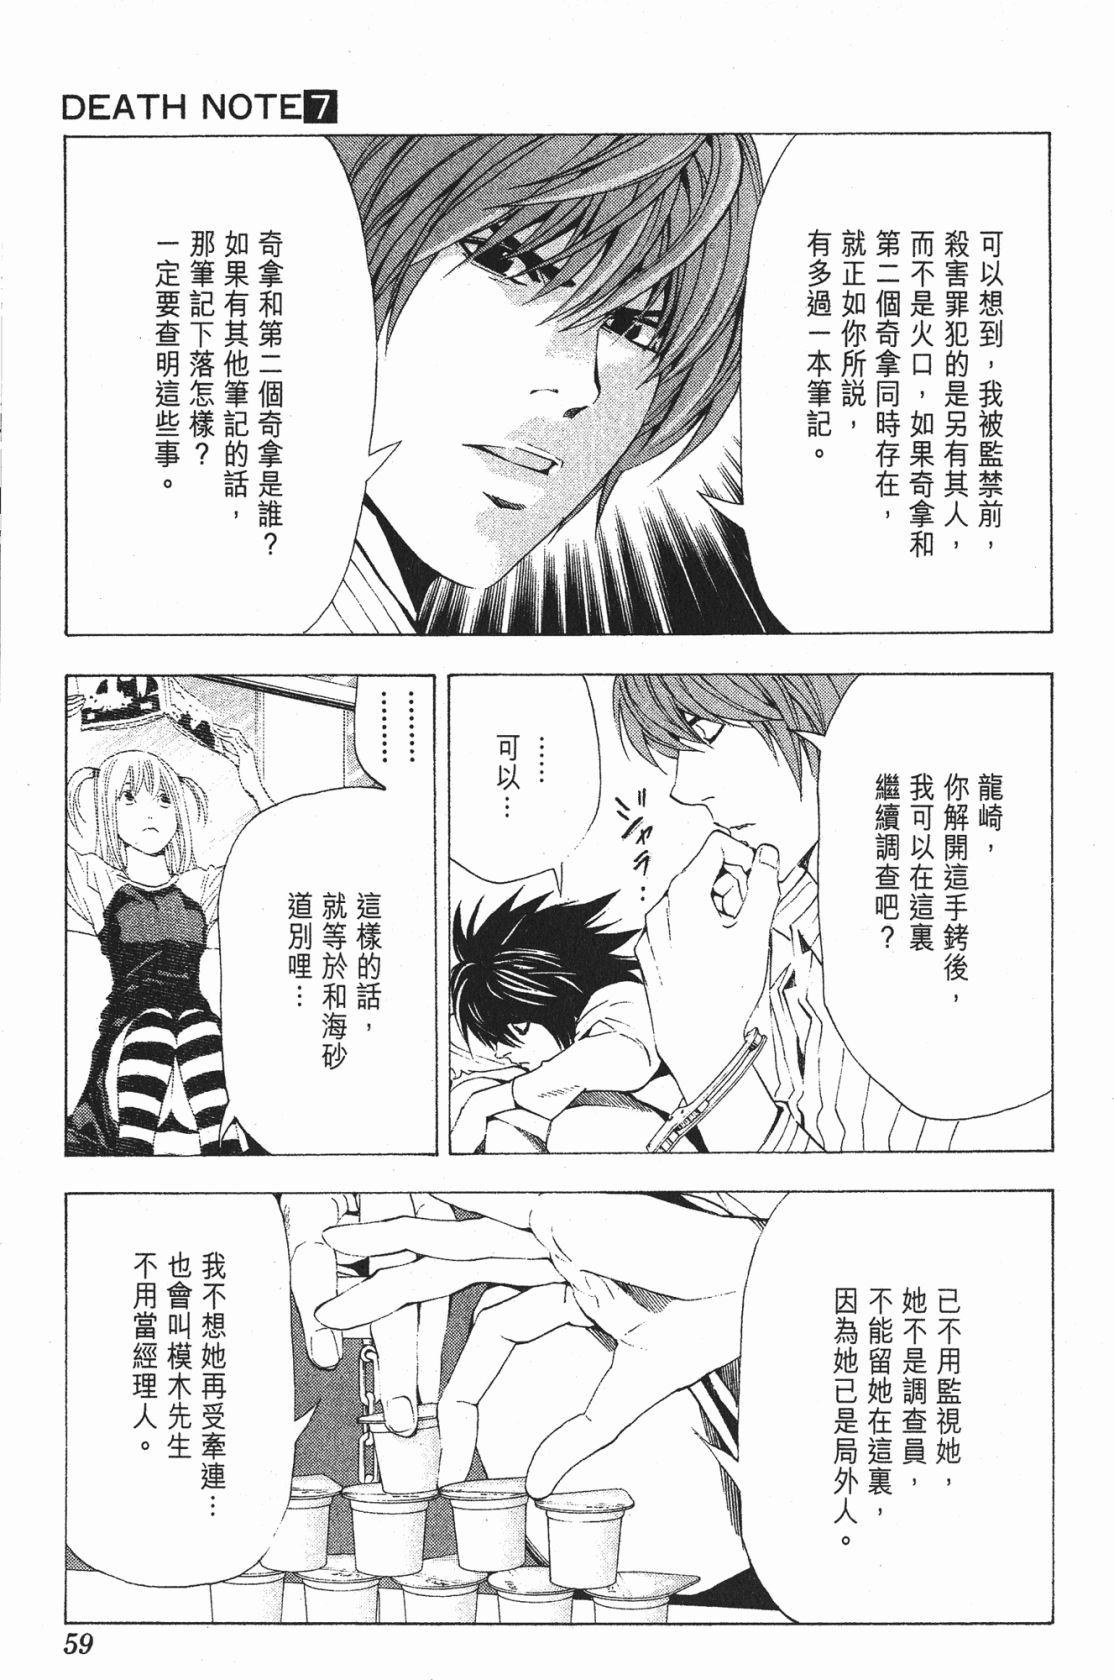 DEATH NOTE 7
可以想到，我被監禁前，
殺害罪犯的是另有其人，
而不是火口，如果奇拿和
第二個奇拿同時存在，
就正如你所說，
有多過一本筆記。
奇拿和第二個奇拿是誰？
如果有其他筆記的話，
那筆記下落怎樣？
一定要查明這些事。
龍崎，
你解開這手銬後，
我可以在這裏
繼續調查吧？
ジャラ…
……
可以…
………
………
這樣的話，
就等於和海砂
道別哩…
已不用監視她，
她不是調查員，
不能留她在這裏，
因為她已是局外人。
我不想她再受牽連…
也會叫模木先生
不用當經理人。
59